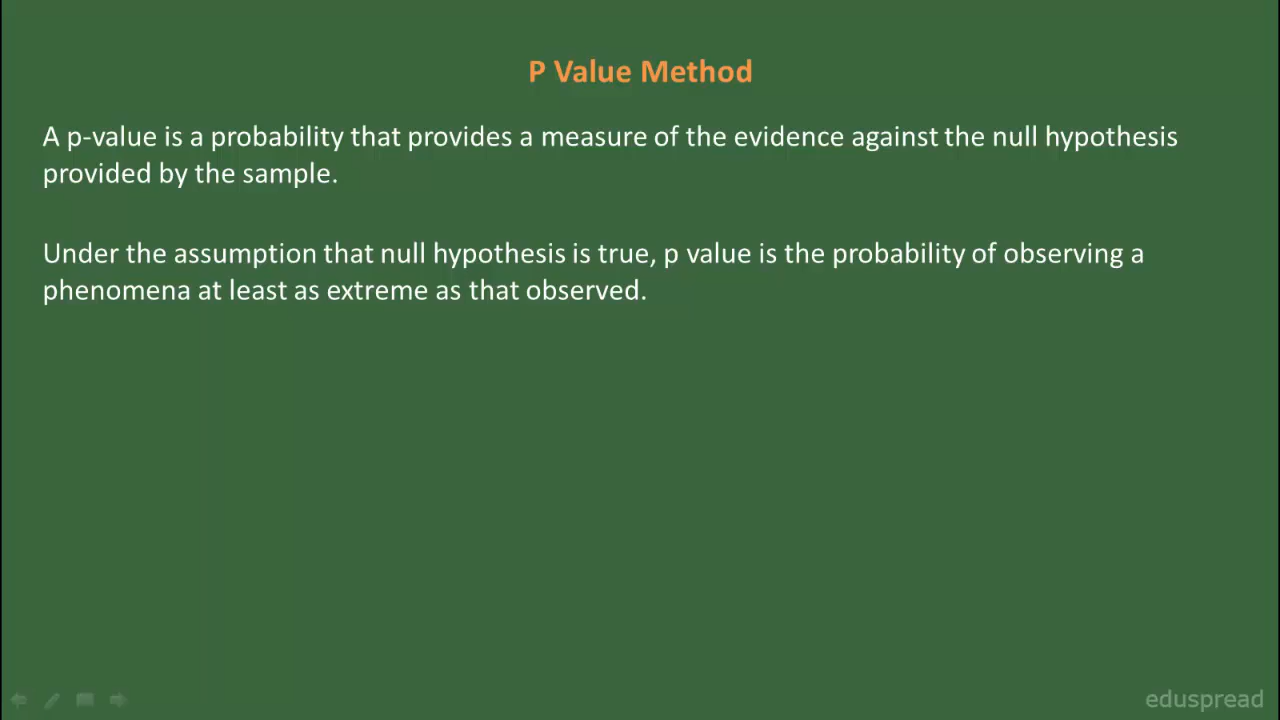 P Value Method
A p-value is a probability that provides a measure of the evidence against the null hypothesis
provided by the sample.
Under the assumption that null hypothesis is true, p value is the probability of observing a
phenomena at least as extreme as that observed.
eduspread